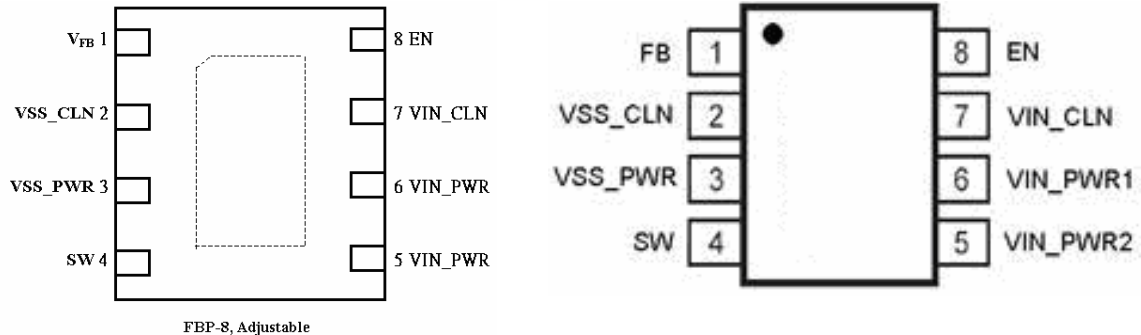 V_FB 1
8 EN
VSS_CLN 2
7 VIN_CLN
VSS_PWR 3
6 VIN_PWR
SW 4
5 VIN_PWR
FBP-8, Adjustable
FB 1
8 EN
VSS_CLN 2
7 VIN_CLN
VSS_PWR 3
6 VIN_PWR1
SW 4
5 VIN_PWR2